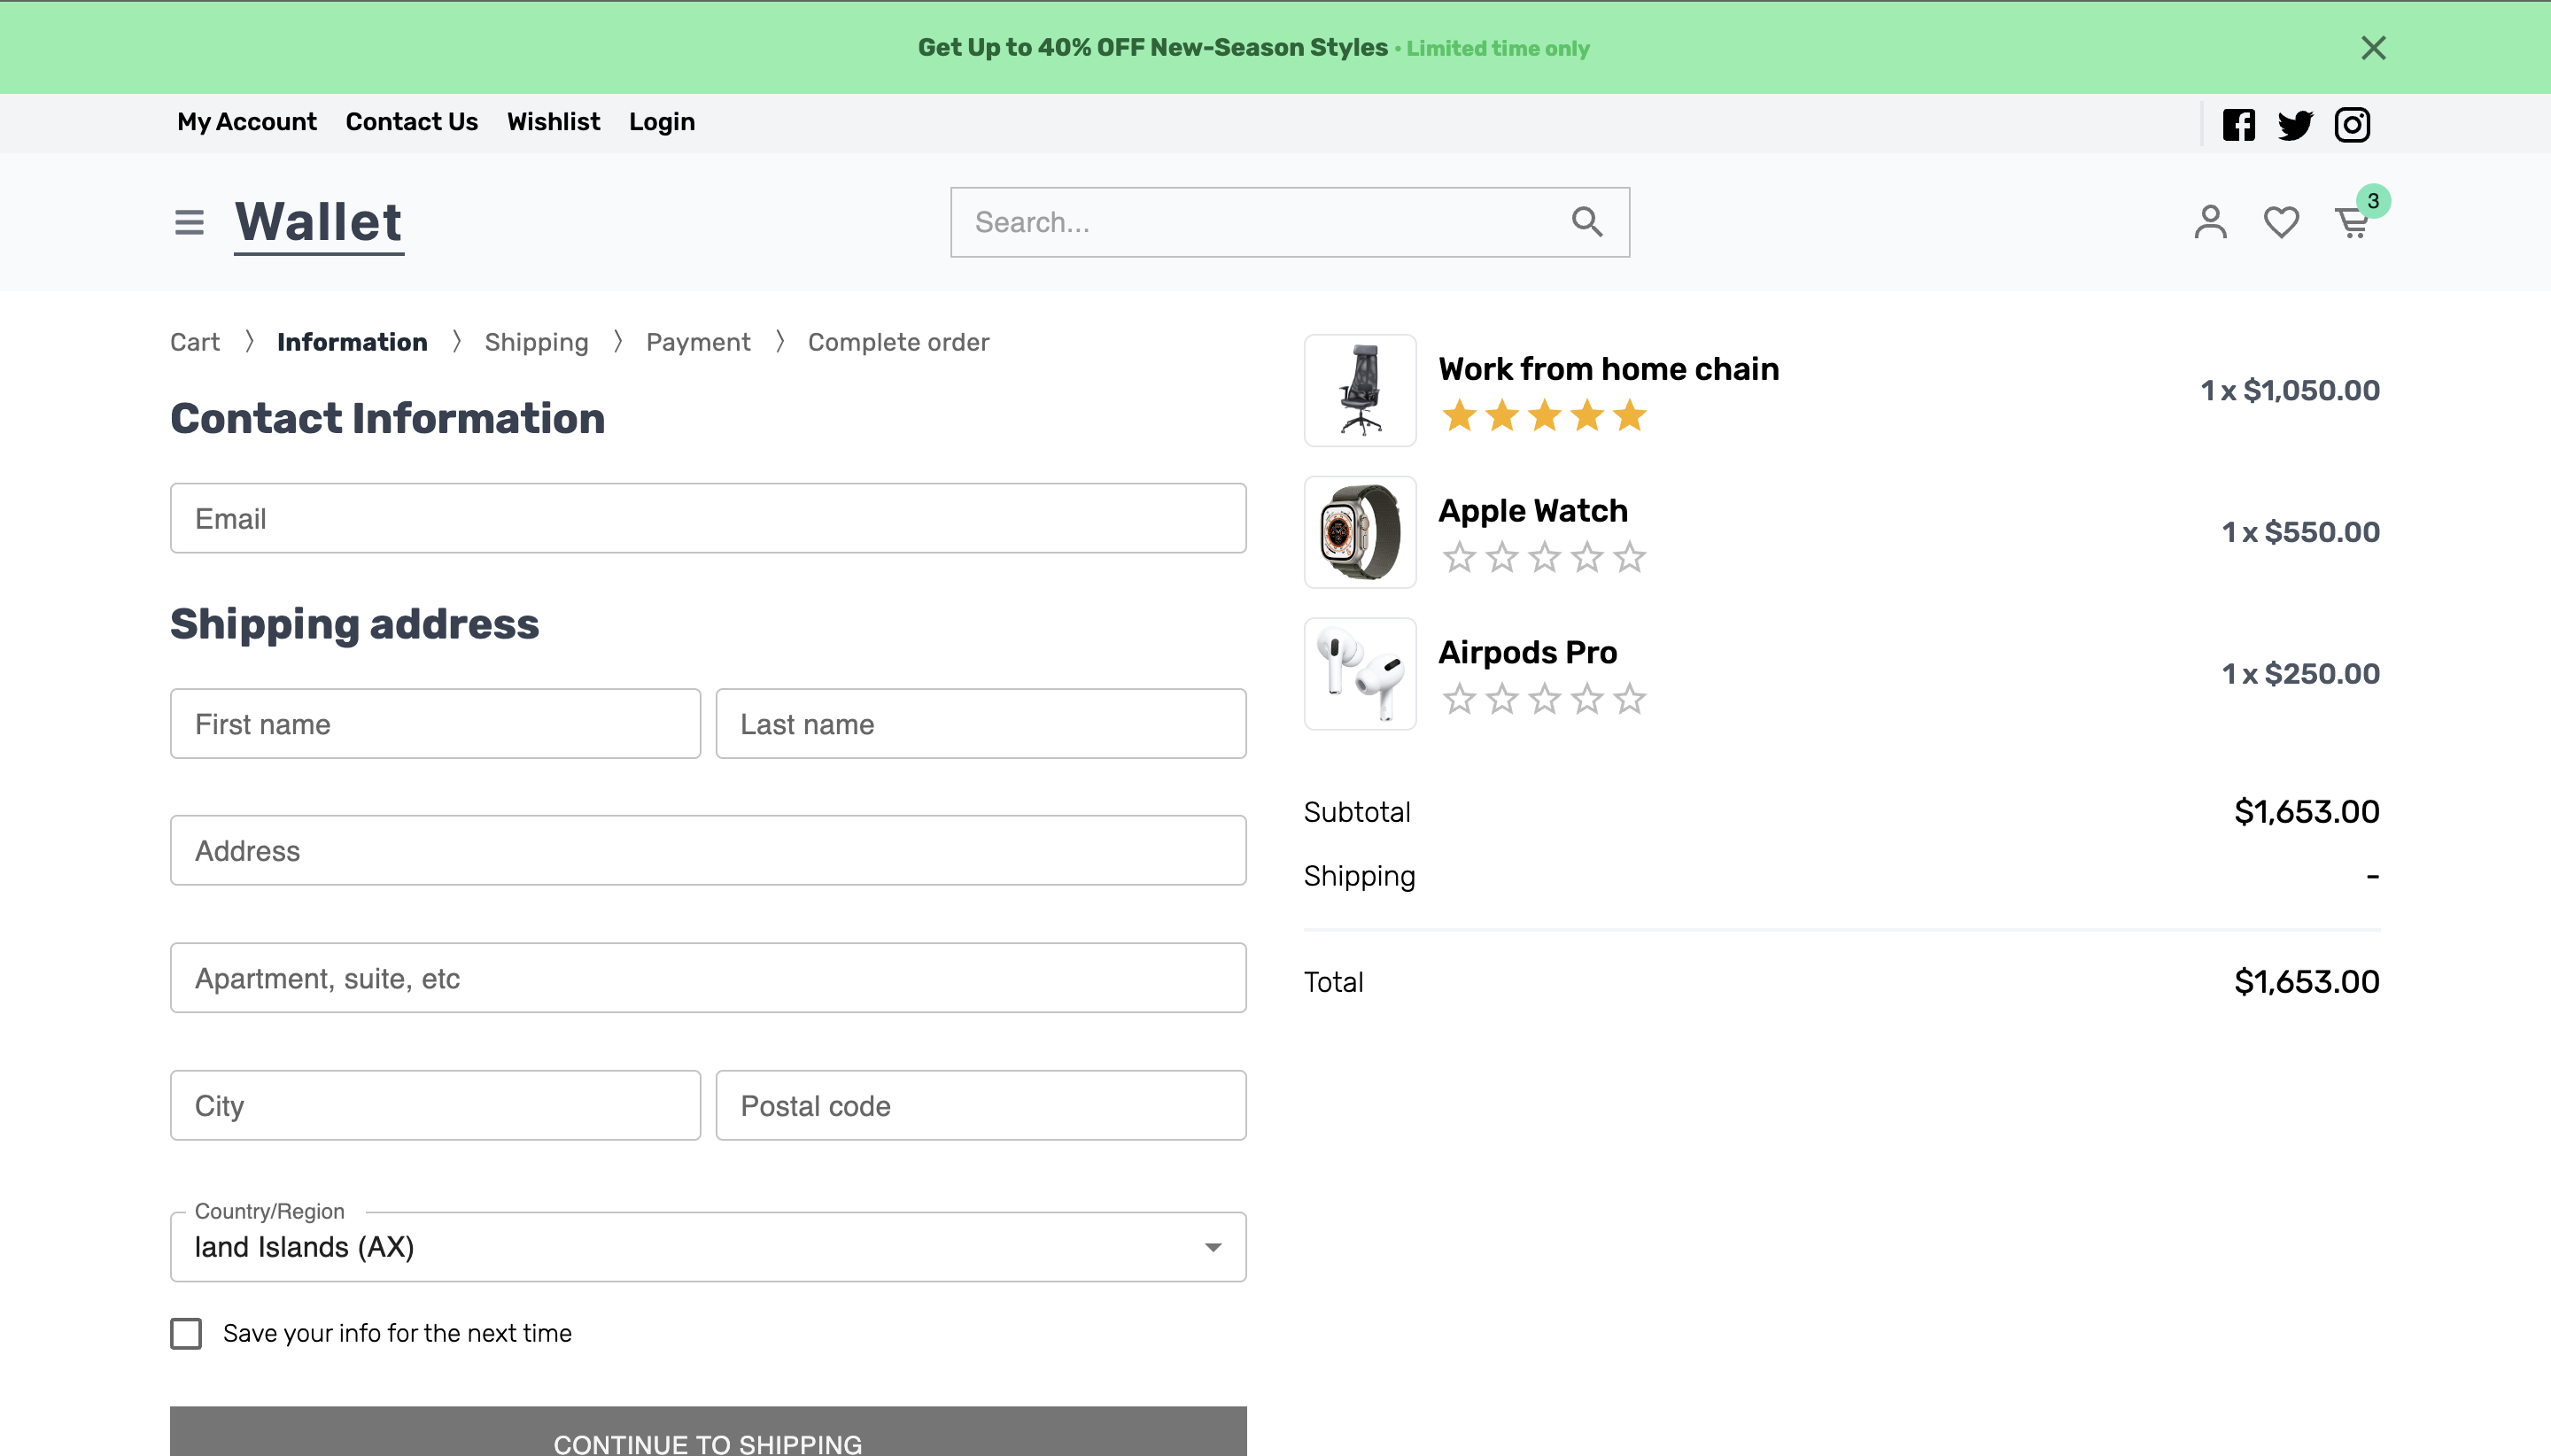 Get Up to 40% OFF New-Season Styles • Limited time only
My Account Contact Us Wishlist Login
Wallet
Search...
3
Cart > Information > Shipping > Payment > Complete order
Contact Information
Email
Shipping address
First name
Last name
Address
Apartment, suite, etc
City
Postal code
Country/Region
land Islands (AX)
Save your info for the next time
CONTINUE TO SHIPPING
Work from home chain
1 x $1,050.00
Apple Watch
1 x $550.00
Airpods Pro
1 x $250.00
Subtotal $1,653.00
Shipping -
Total $1,653.00